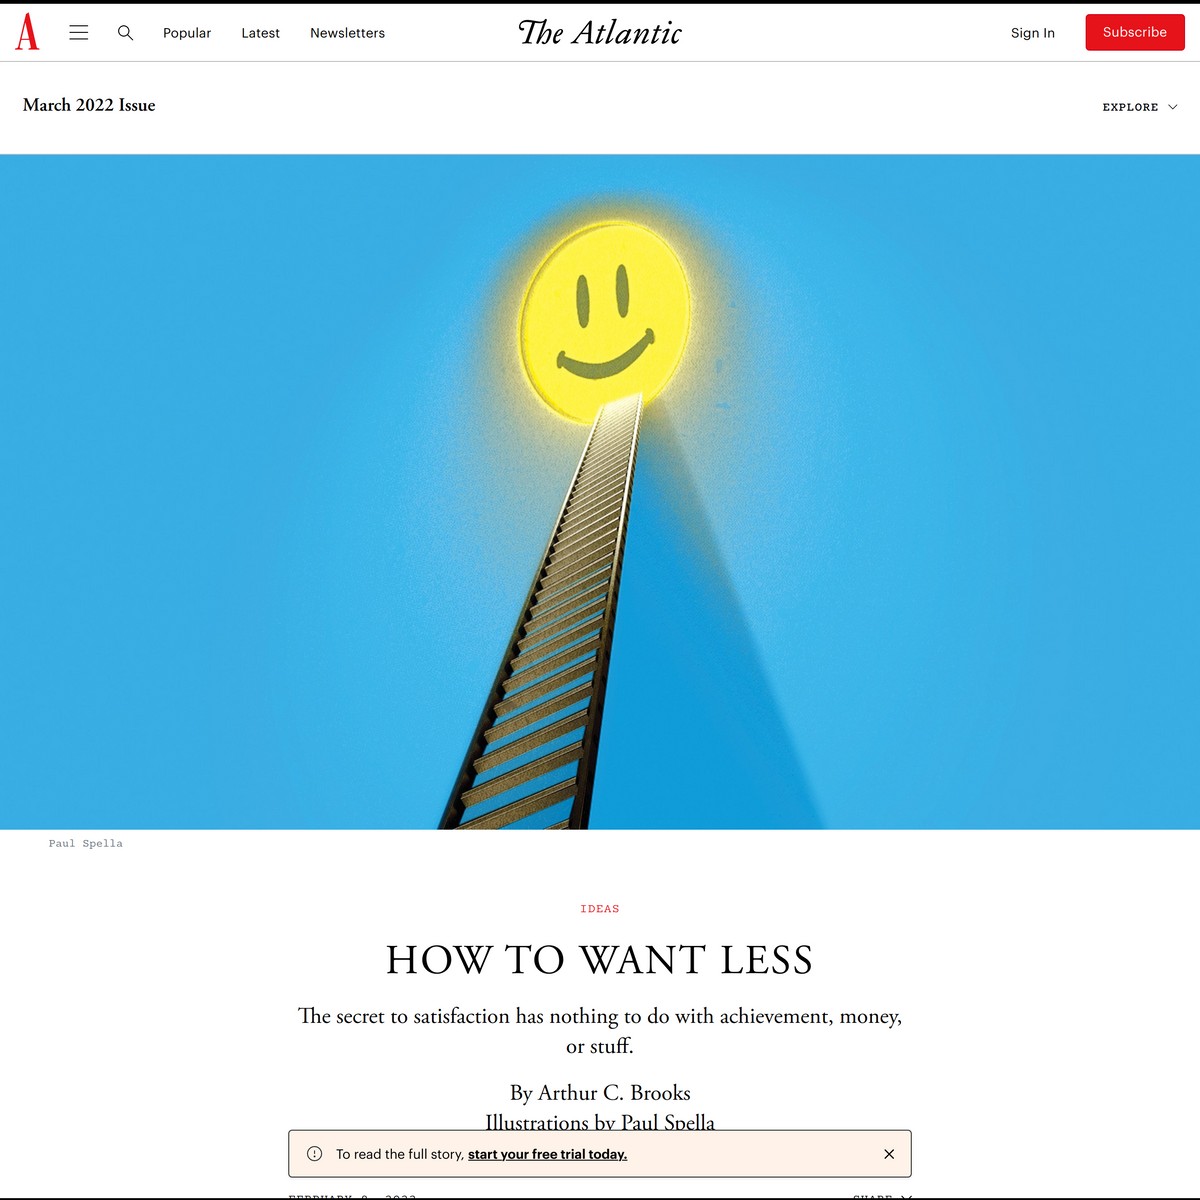 A
Popular
Latest
Newsletters
The Atlantic
Sign In
Subscribe
March 2022 Issue
EXPLORE
Paul Spella
IDEAS
HOW TO WANT LESS
The secret to satisfaction has nothing to do with achievement, money,
or stuff.
By Arthur C. Brooks
Illustrations by Paul Spella
To read the full story, start your free trial today.
SHARE